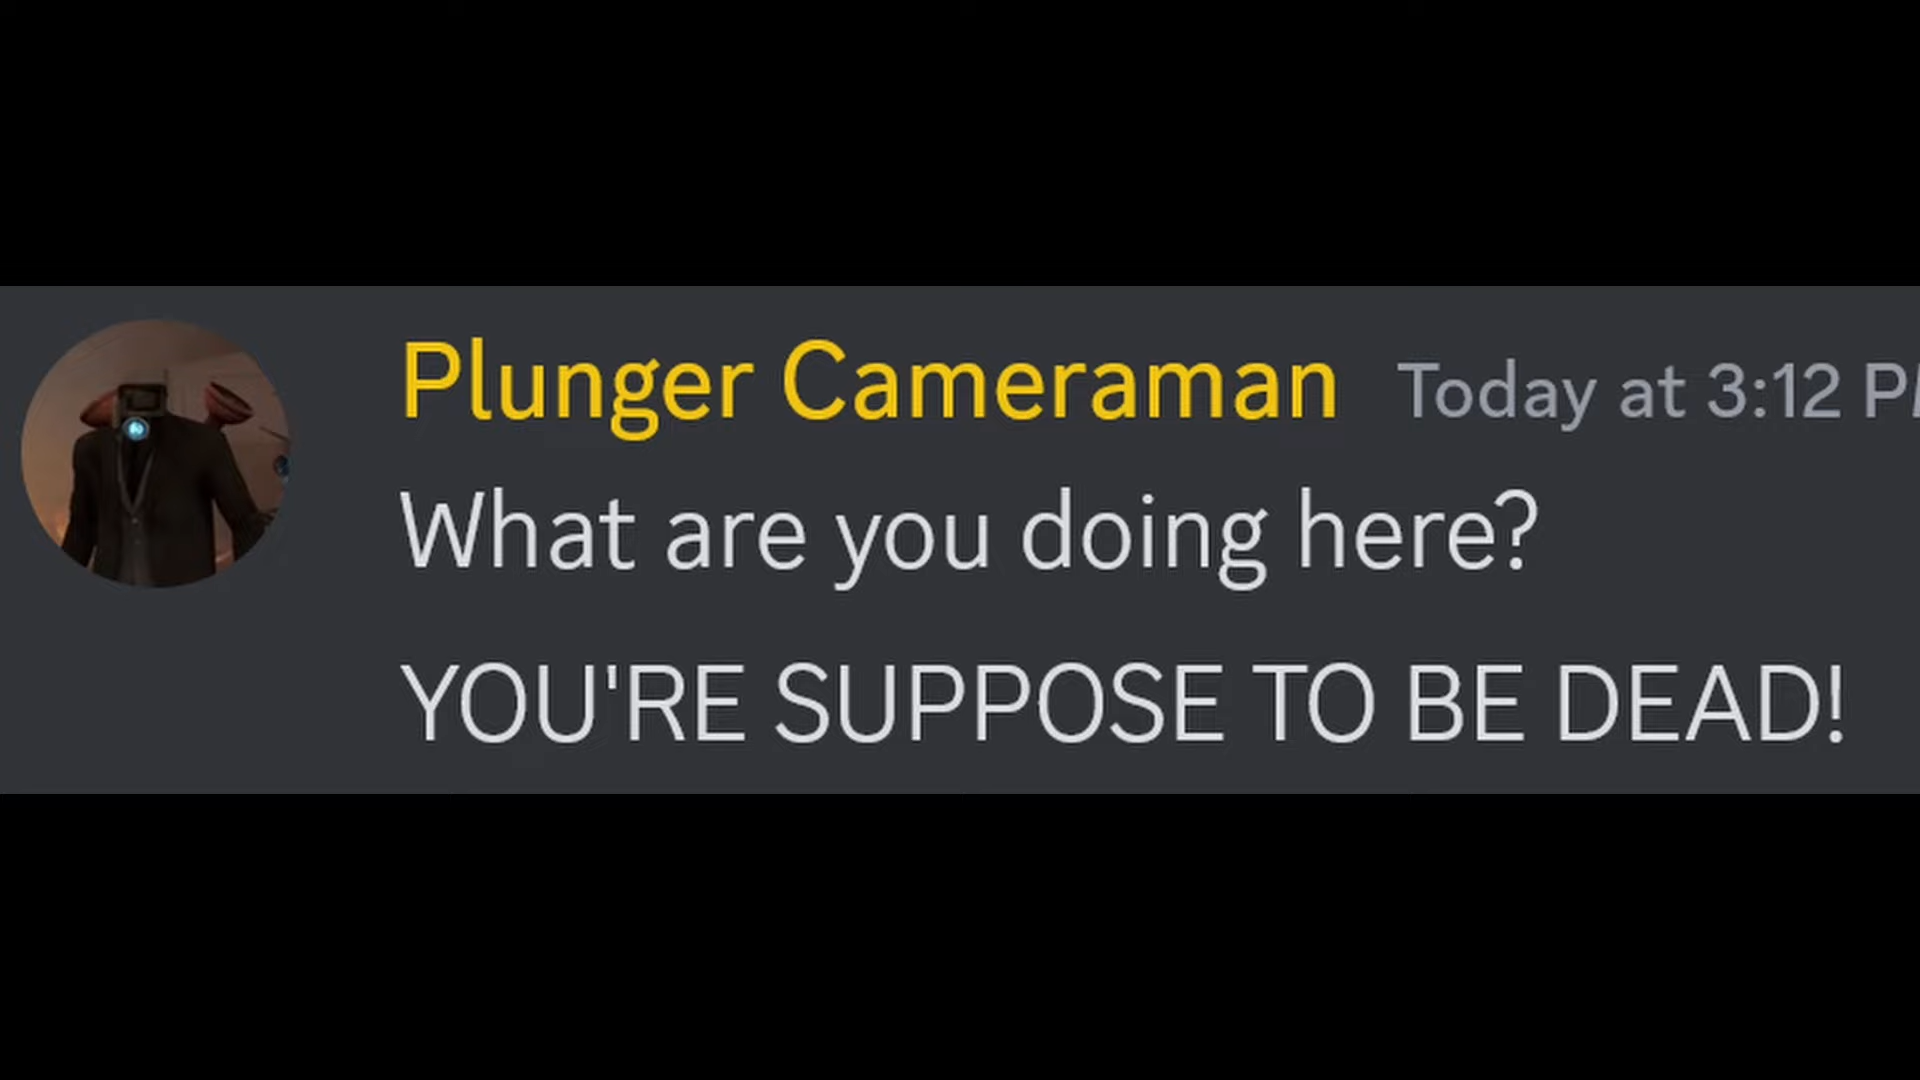 Plunger Cameraman Today at 3:12 P
What are you doing here?
YOU'RE SUPPOSE TO BE DEAD!